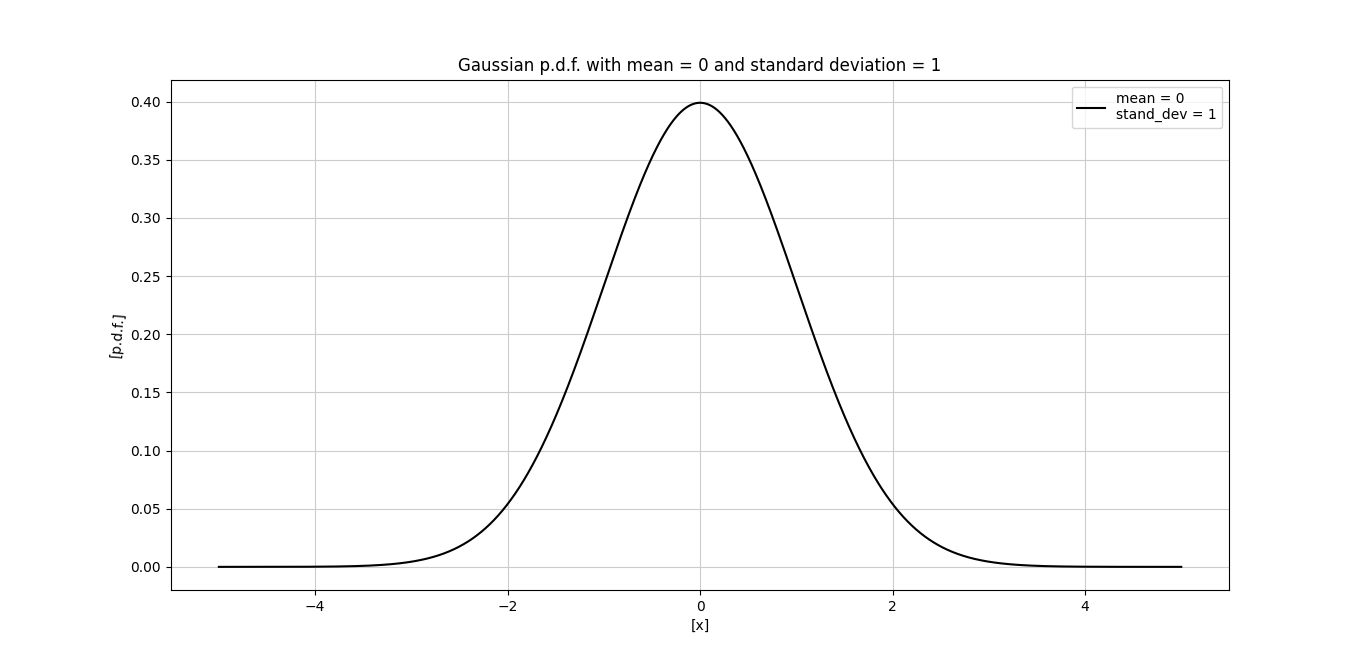 Gaussian p.d.f. with mean = 0 and standard deviation = 1
mean = 0
stand_dev = 1
0.40
0.35
0.30
0.25
0.20
0.15
0.10
0.05
0.00
[p.d.f.]
−4
−2
0
2
4
[x]